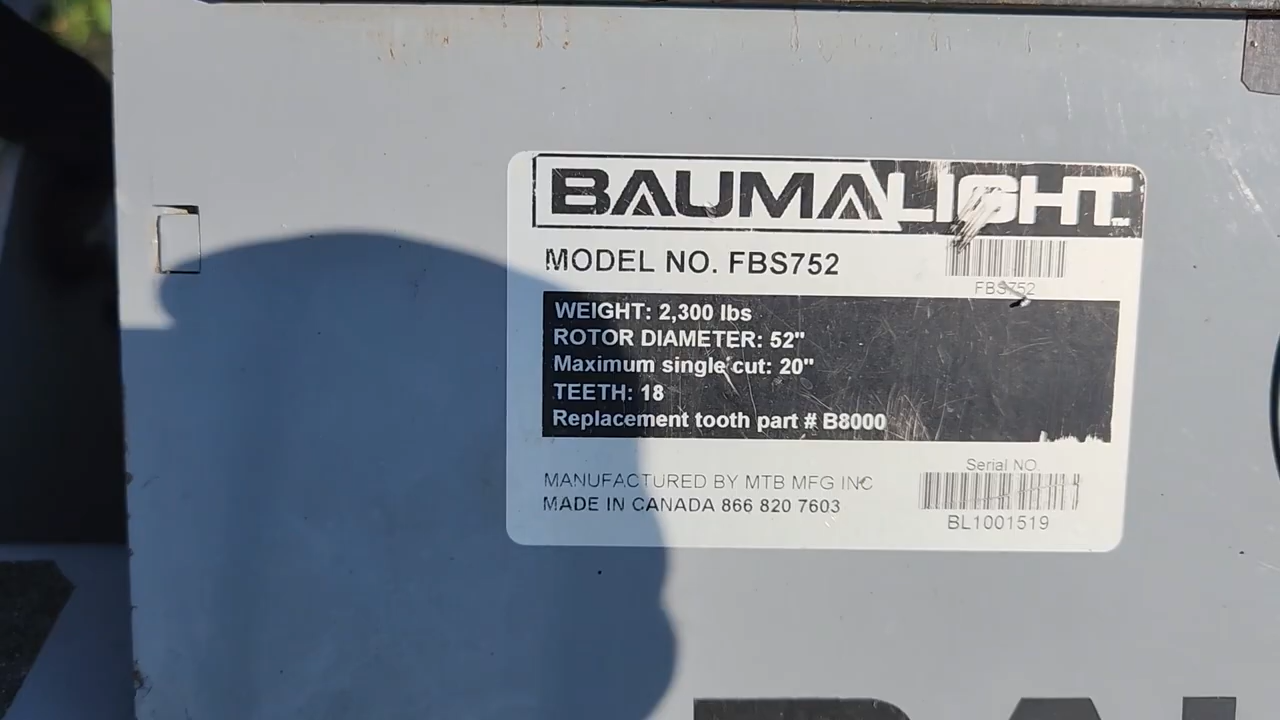 BAUMALIGHT
MODEL NO. FBS752
FBS752
WEIGHT: 2,300 lbs
ROTOR DIAMETER: 52"
Maximum single cut: 20"
TEETH: 18
Replacement tooth part # B8000
MANUFACTURED BY MTB MFG INC
MADE IN CANADA 866 820 7603
Serial NO.
BL1001519